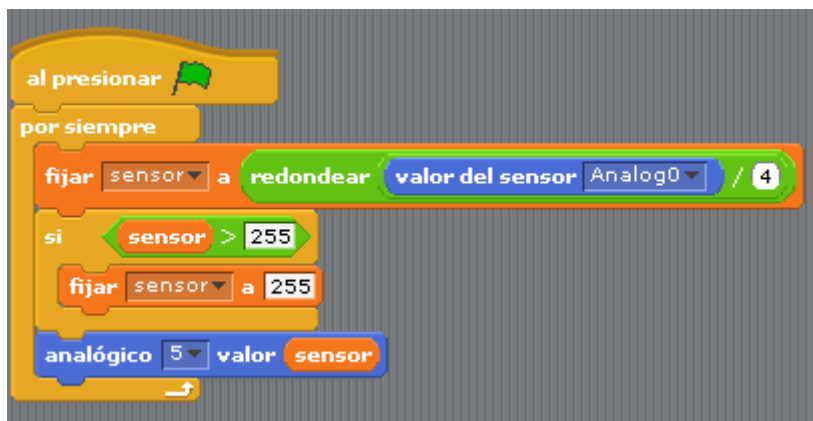 al presionar
por siempre
fijar sensor a redondear valor del sensor Analog0 / 4
si sensor > 255
fijar sensor a 255
analógico 5 valor sensor